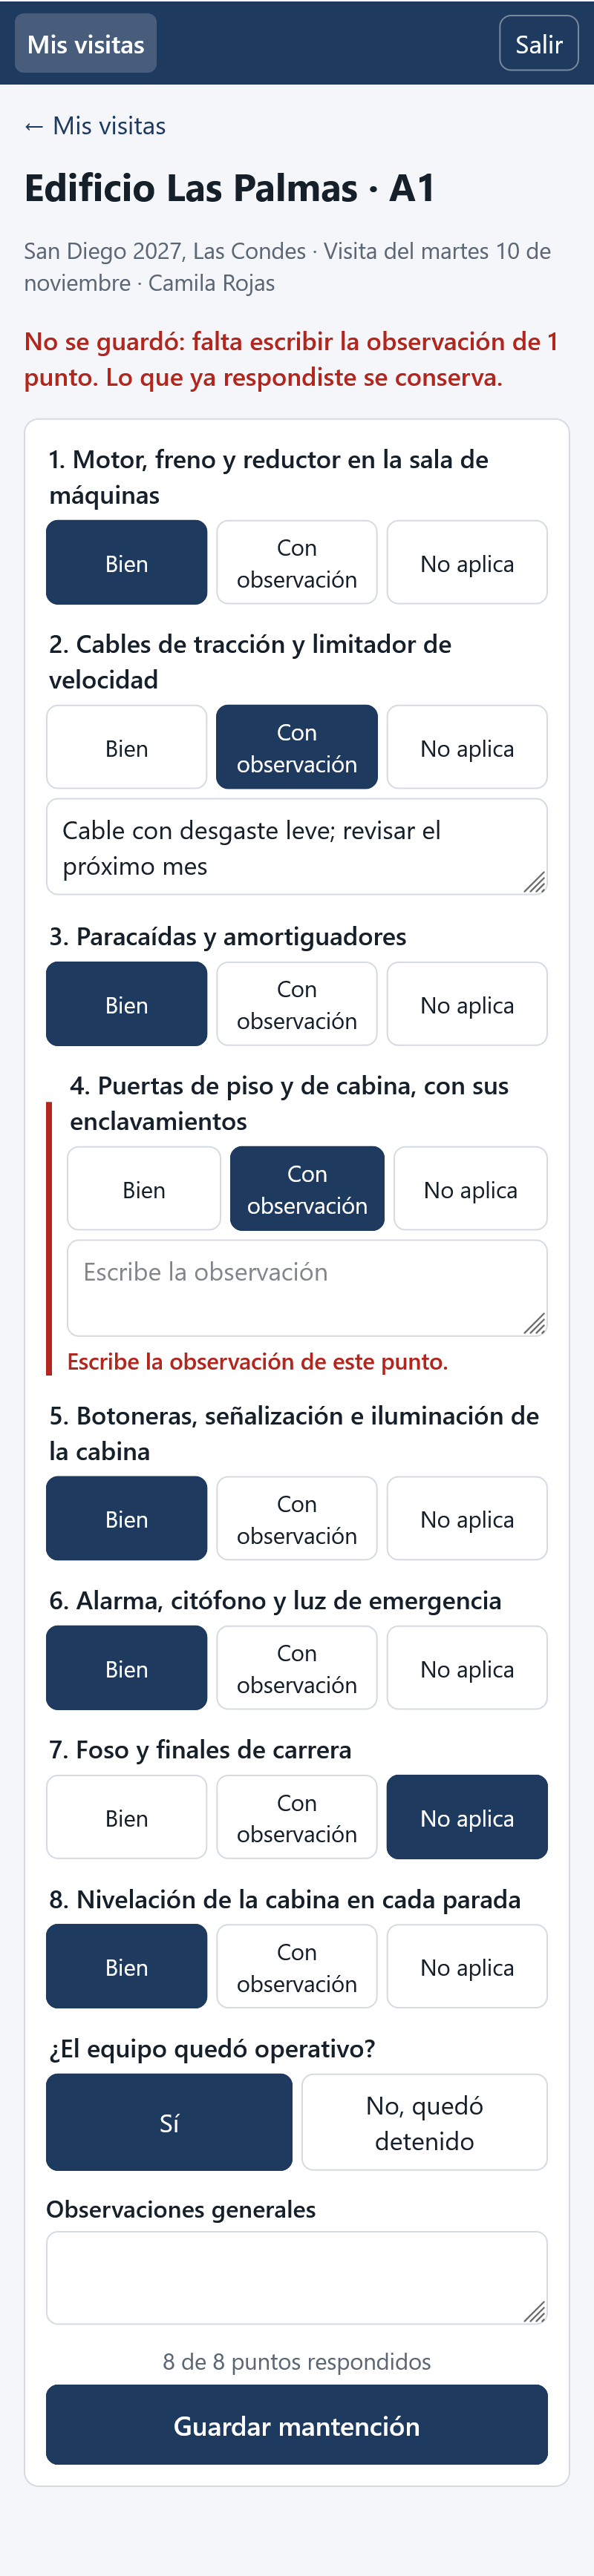 Mis visitas
Salir
← Mis visitas
Edificio Las Palmas · A1
San Diego 2027, Las Condes · Visita del martes 10 de
noviembre · Camila Rojas
No se guardó: falta escribir la observación de 1
punto. Lo que ya respondiste se conserva.
1. Motor, freno y reductor en la sala de
máquinas
Bien
Con
observación
No aplica
2. Cables de tracción y limitador de
velocidad
Bien
Con
observación
No aplica
Cable con desgaste leve; revisar el
próximo mes
3. Paracaídas y amortiguadores
Bien
Con
observación
No aplica
4. Puertas de piso y de cabina, con sus
enclavamientos
Bien
Con
observación
No aplica
Escribe la observación
Escribe la observación de este punto.
5. Botoneras, señalización e iluminación de
la cabina
Bien
Con
observación
No aplica
6. Alarma, citófono y luz de emergencia
Bien
Con
observación
No aplica
7. Foso y finales de carrera
Bien
Con
observación
No aplica
8. Nivelación de la cabina en cada parada
Bien
Con
observación
No aplica
¿El equipo quedó operativo?
Sí
No, quedó
detenido
Observaciones generales
8 de 8 puntos respondidos
Guardar mantención